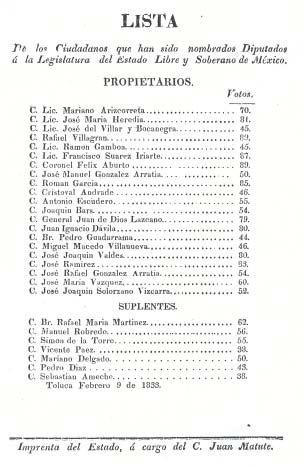 LISTA
De los Ciudadanos que han sido nombrados Diputados
á la Legislatura del Estado Libre y Soberano de México.
PROPIETARIOS.
Votos.
C. Lic. Mariano Arizcorreta. 70.
C. Lic. José María Heredia. 81.
C. Lic. José del Villar y Bocanegra. 45.
C. Rafael Villagran. 89.
C. Lic. Ramon Gamboa. 45.
C. Lic. Francisco Suarez Iriarte. 87.
C. Coronel Felix Aburto. 89.
C. José Manuel Gonzalez Arratia. 50.
C. Roman Garcia. 85.
C. Cristoval Andrade. 46.
C. Antonio Escudero. 55.
C. Joaquin Bars. 54.
C. General Juan de Dios Lazcano. 79.
C. Juan Ignacio Dávila. 80.
C. Br. Pedro Guadarrama. 44.
C. Miguel Macedo Villanueva. 46.
C. José Joaquin Valdes. 80.
C. José Ramirez. 83.
C. José Rafael Gonzalez Arratia. 54.
C. José Maria Vazquez. 60.
C. José Joaquin Solorzano Vizcarra. 52.
SUPLENTES.
C. Br. Rafael Maria Martinez. 62.
C. Manuel Robredo. 56.
C. Simon de la Torre. 55.
C. Vicente Paez. 38.
C. Mariano Delgado. 50.
C. Pedro Diaz. 43.
C. Sebastian Ameche. 38.
Toluca Febrero 9 de 1833.
Imprenta del Estado, á cargo del C. Juan Matute.